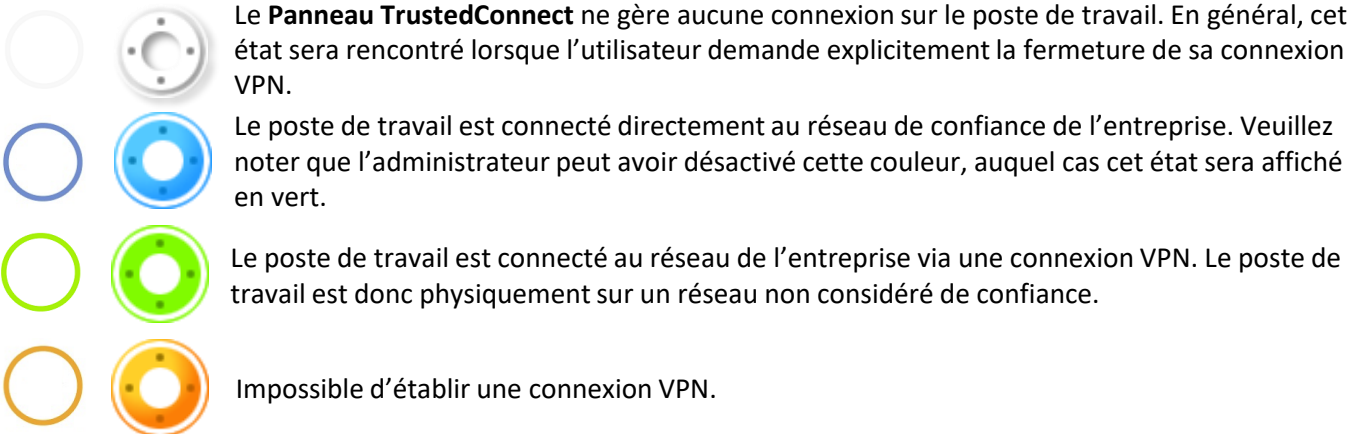 Le Panneau TrustedConnect ne gère aucune connexion sur le poste de travail. En général, cet
état sera rencontré lorsque l’utilisateur demande explicitement la fermeture de sa connexion
VPN.
Le poste de travail est connecté directement au réseau de confiance de l’entreprise. Veuillez
noter que l’administrateur peut avoir désactivé cette couleur, auquel cas cet état sera affiché
en vert.
Le poste de travail est connecté au réseau de l’entreprise via une connexion VPN. Le poste de
travail est donc physiquement sur un réseau non considéré de confiance.
Impossible d’établir une connexion VPN.